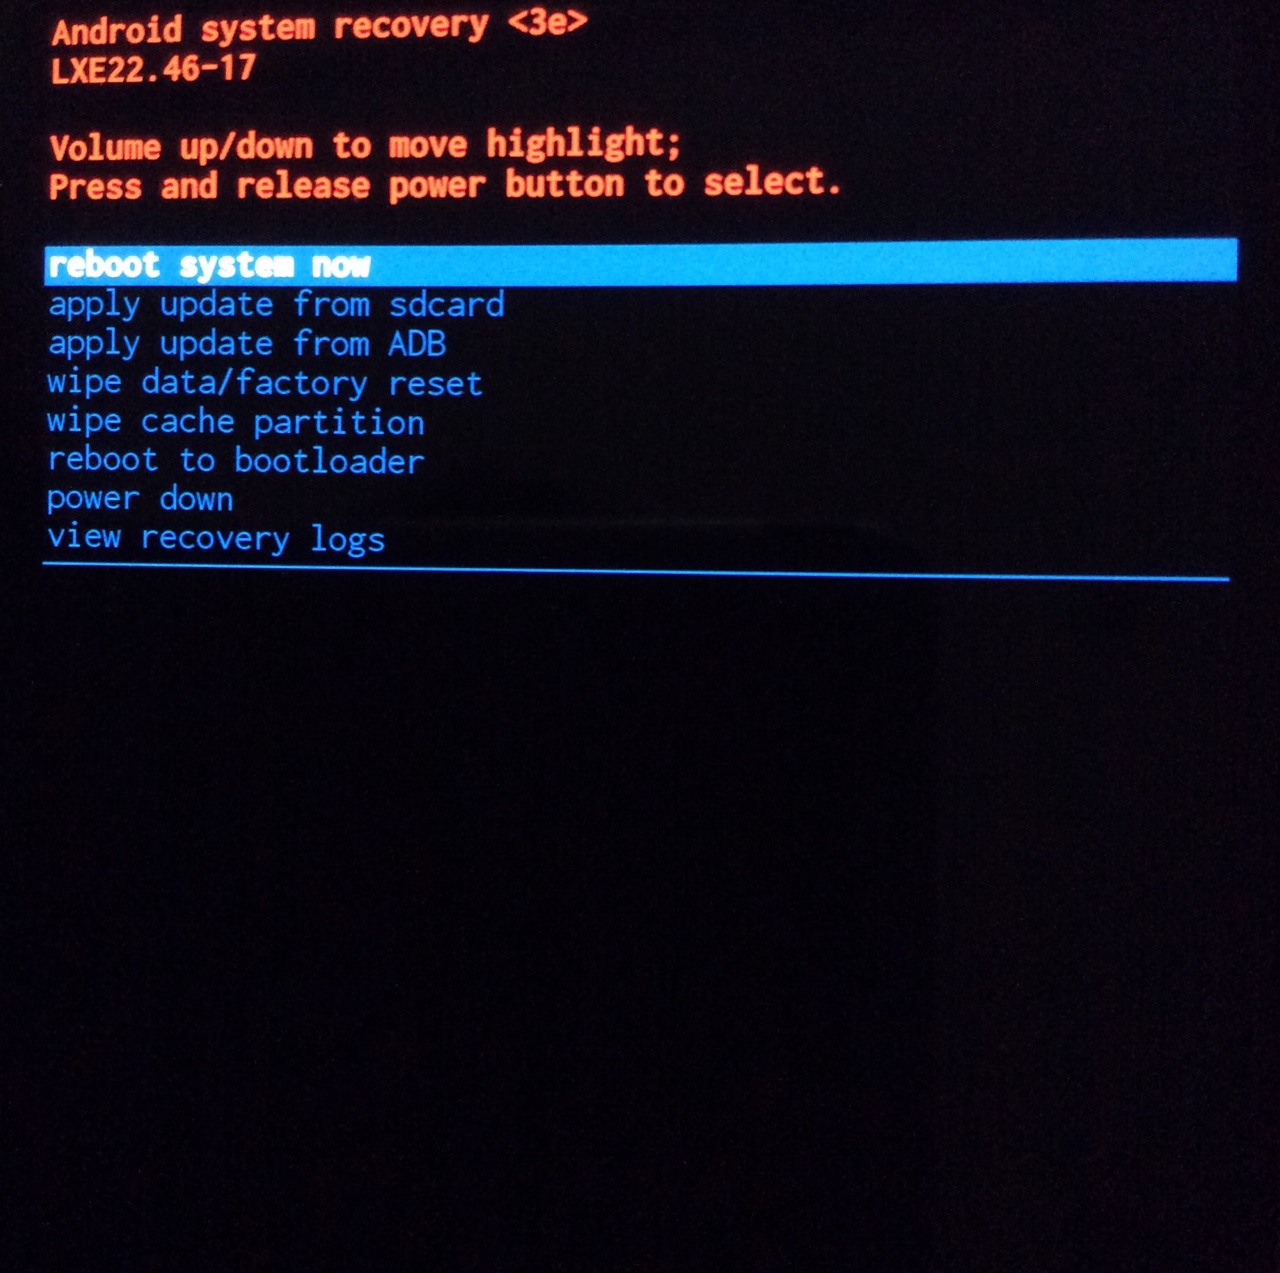 Android system recovery <3e>
LXE22.46-17
Volume up/down to move highlight;
Press and release power button to select.
reboot system now
apply update from sdcard
apply update from ADB
wipe data/factory reset
wipe cache partition
reboot to bootloader
power down
view recovery logs